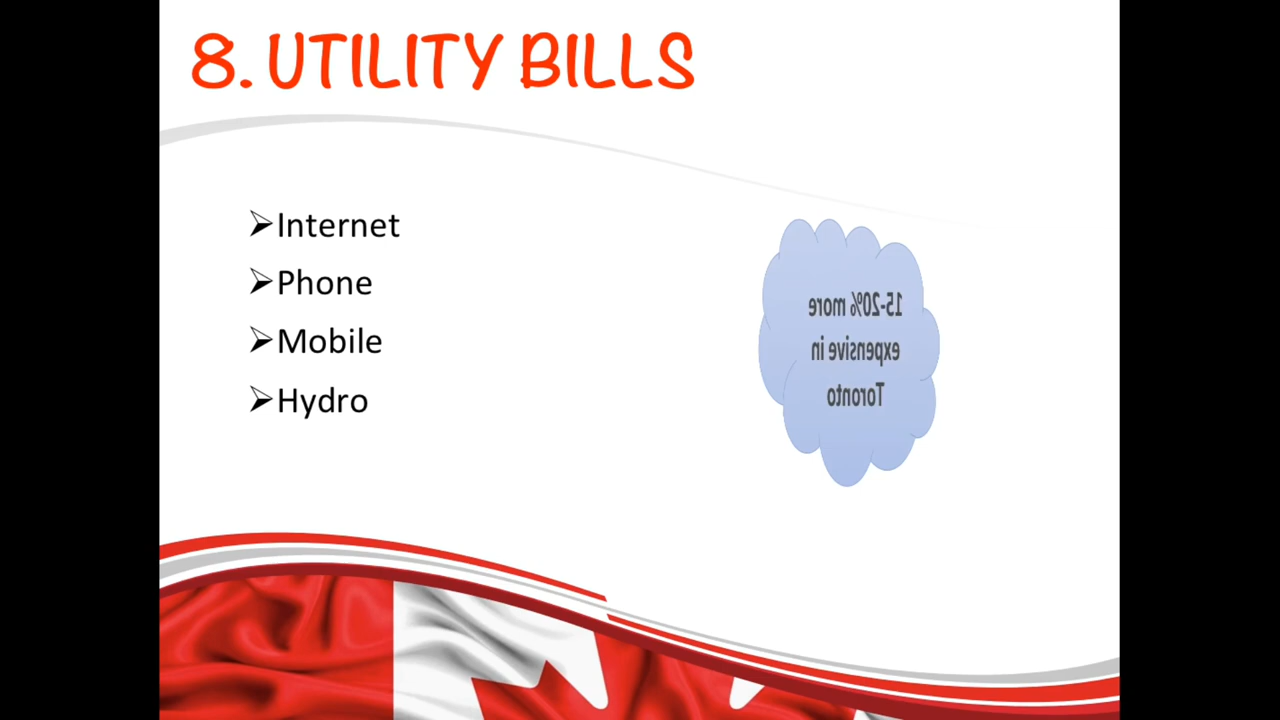 8. UTILITY BILLS
Internet
Phone
Mobile
Hydro
15-20% more
expensive in
Toronto